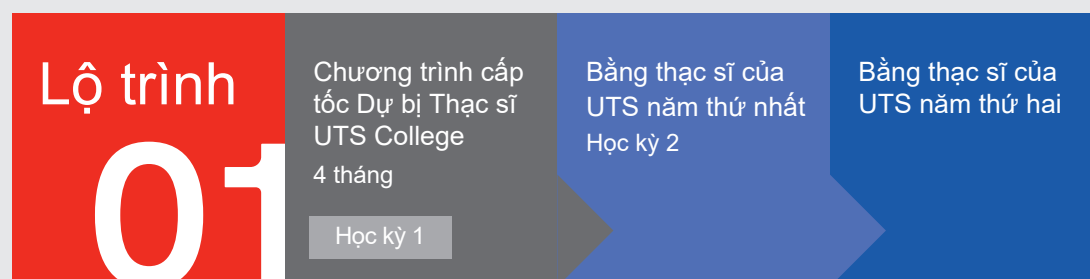 Lộ trình
01
Chương trình cấp
tốc Dự bị Thạc sĩ
UTS College
4 tháng
Học kỳ 1
Bằng thạc sĩ của
UTS năm thứ nhất
Học kỳ 2
Bằng thạc sĩ của
UTS năm thứ hai